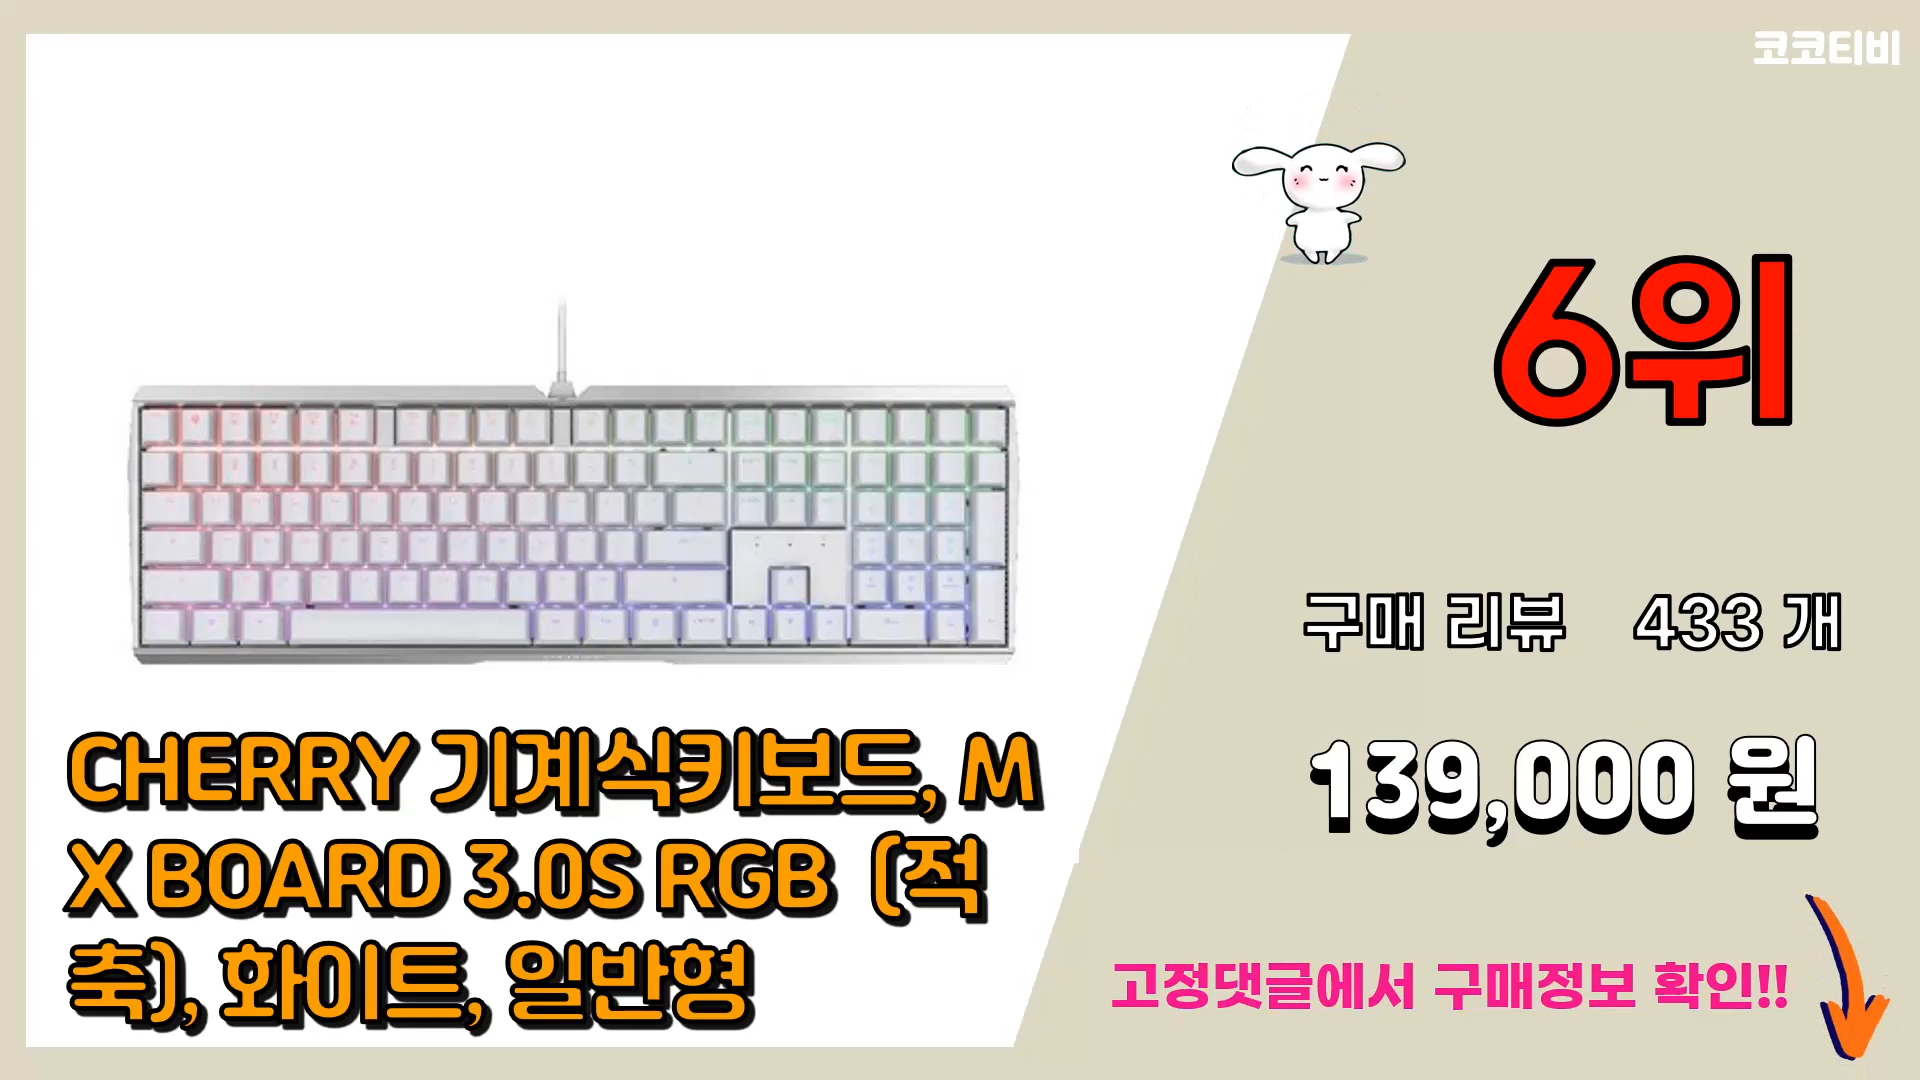 코코티비
6위
구매 리뷰 433 개
139,000 원
CHERRY 기계식키보드, M
X BOARD 3.0S RGB (적
축), 화이트, 일반형
고정댓글에서 구매정보 확인!!